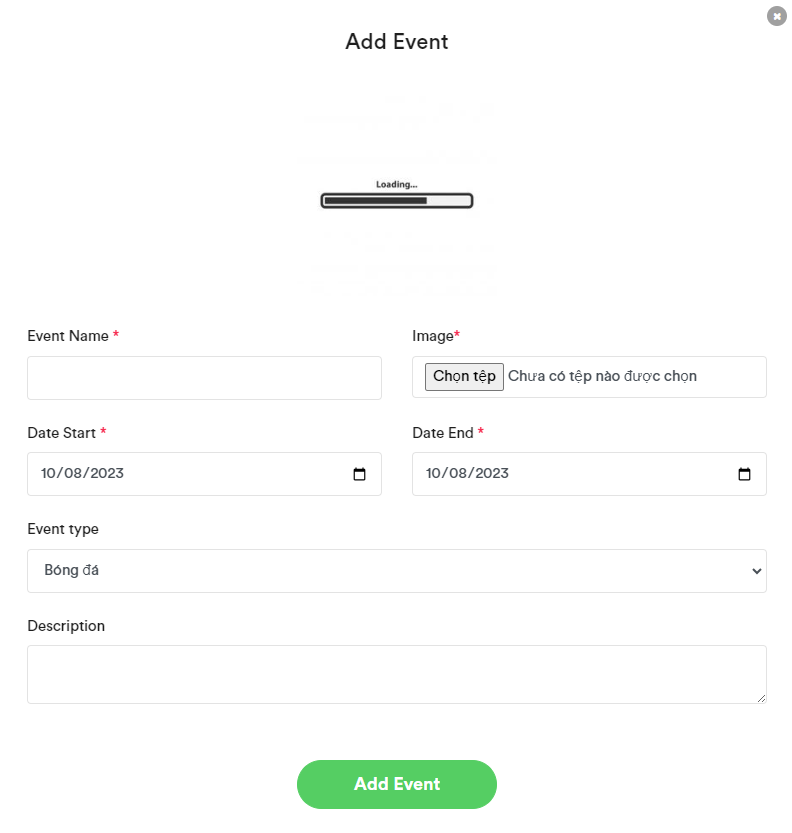 Add Event
Loading...
Event Name *
Image*
Chọn tệp Chưa có tệp nào được chọn
Date Start *
Date End *
10/08/2023
10/08/2023
Event type
Bóng đá
Description
Add Event